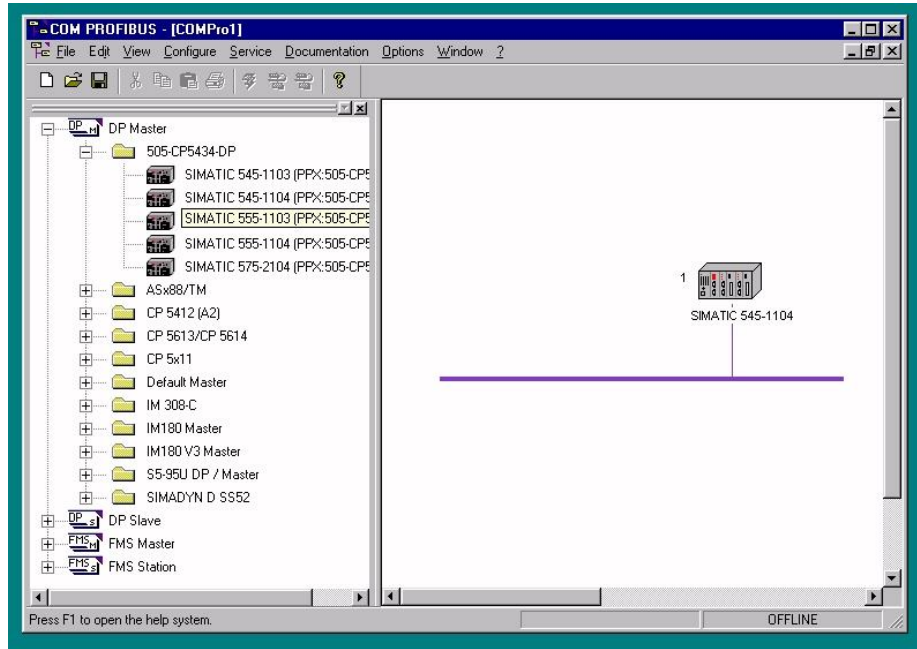 COM PROFIBUS - [COMPro1]
File Edit View Configure Service Documentation Options Window ?
DP M DP Master
505-CP5434-DP
SIMATIC 545-1103 (PPX:505-CP5
SIMATIC 545-1104 (PPX:505-CP5
SIMATIC 555-1103 (PPX:505-CP5
SIMATIC 555-1104 (PPX:505-CP5
SIMATIC 575-2104 (PPX:505-CP5
ASx88/TM
CP 5412 (A2)
CP 5613/CP 5614
CP 5x11
Default Master
IM 308-C
IM180 Master
IM180 V3 Master
S5-95U DP / Master
SIMADYN D SS52
DP S DP Slave
FMS M FMS Master
FMS S FMS Station
1
SIMATIC 545-1104
Press F1 to open the help system.
OFFLINE